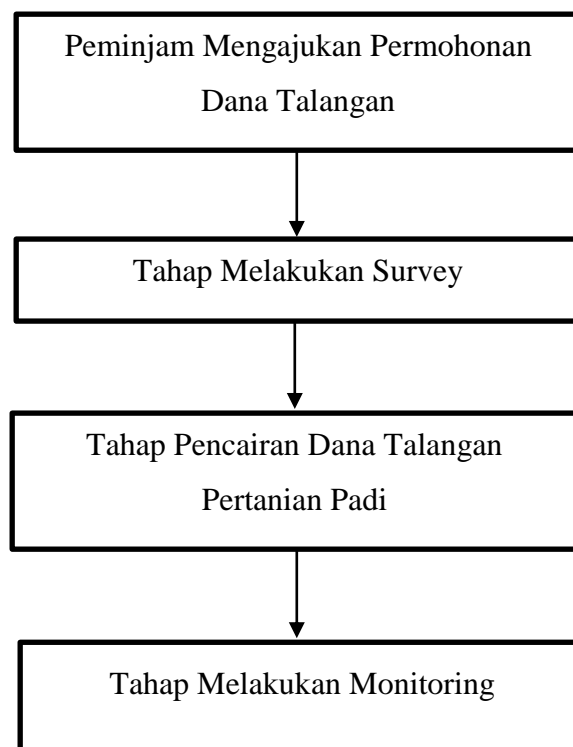 Peminjam Mengajukan Permohonan
Dana Talangan
Tahap Melakukan Survey
Tahap Pencairan Dana Talangan
Pertanian Padi
Tahap Melakukan Monitoring